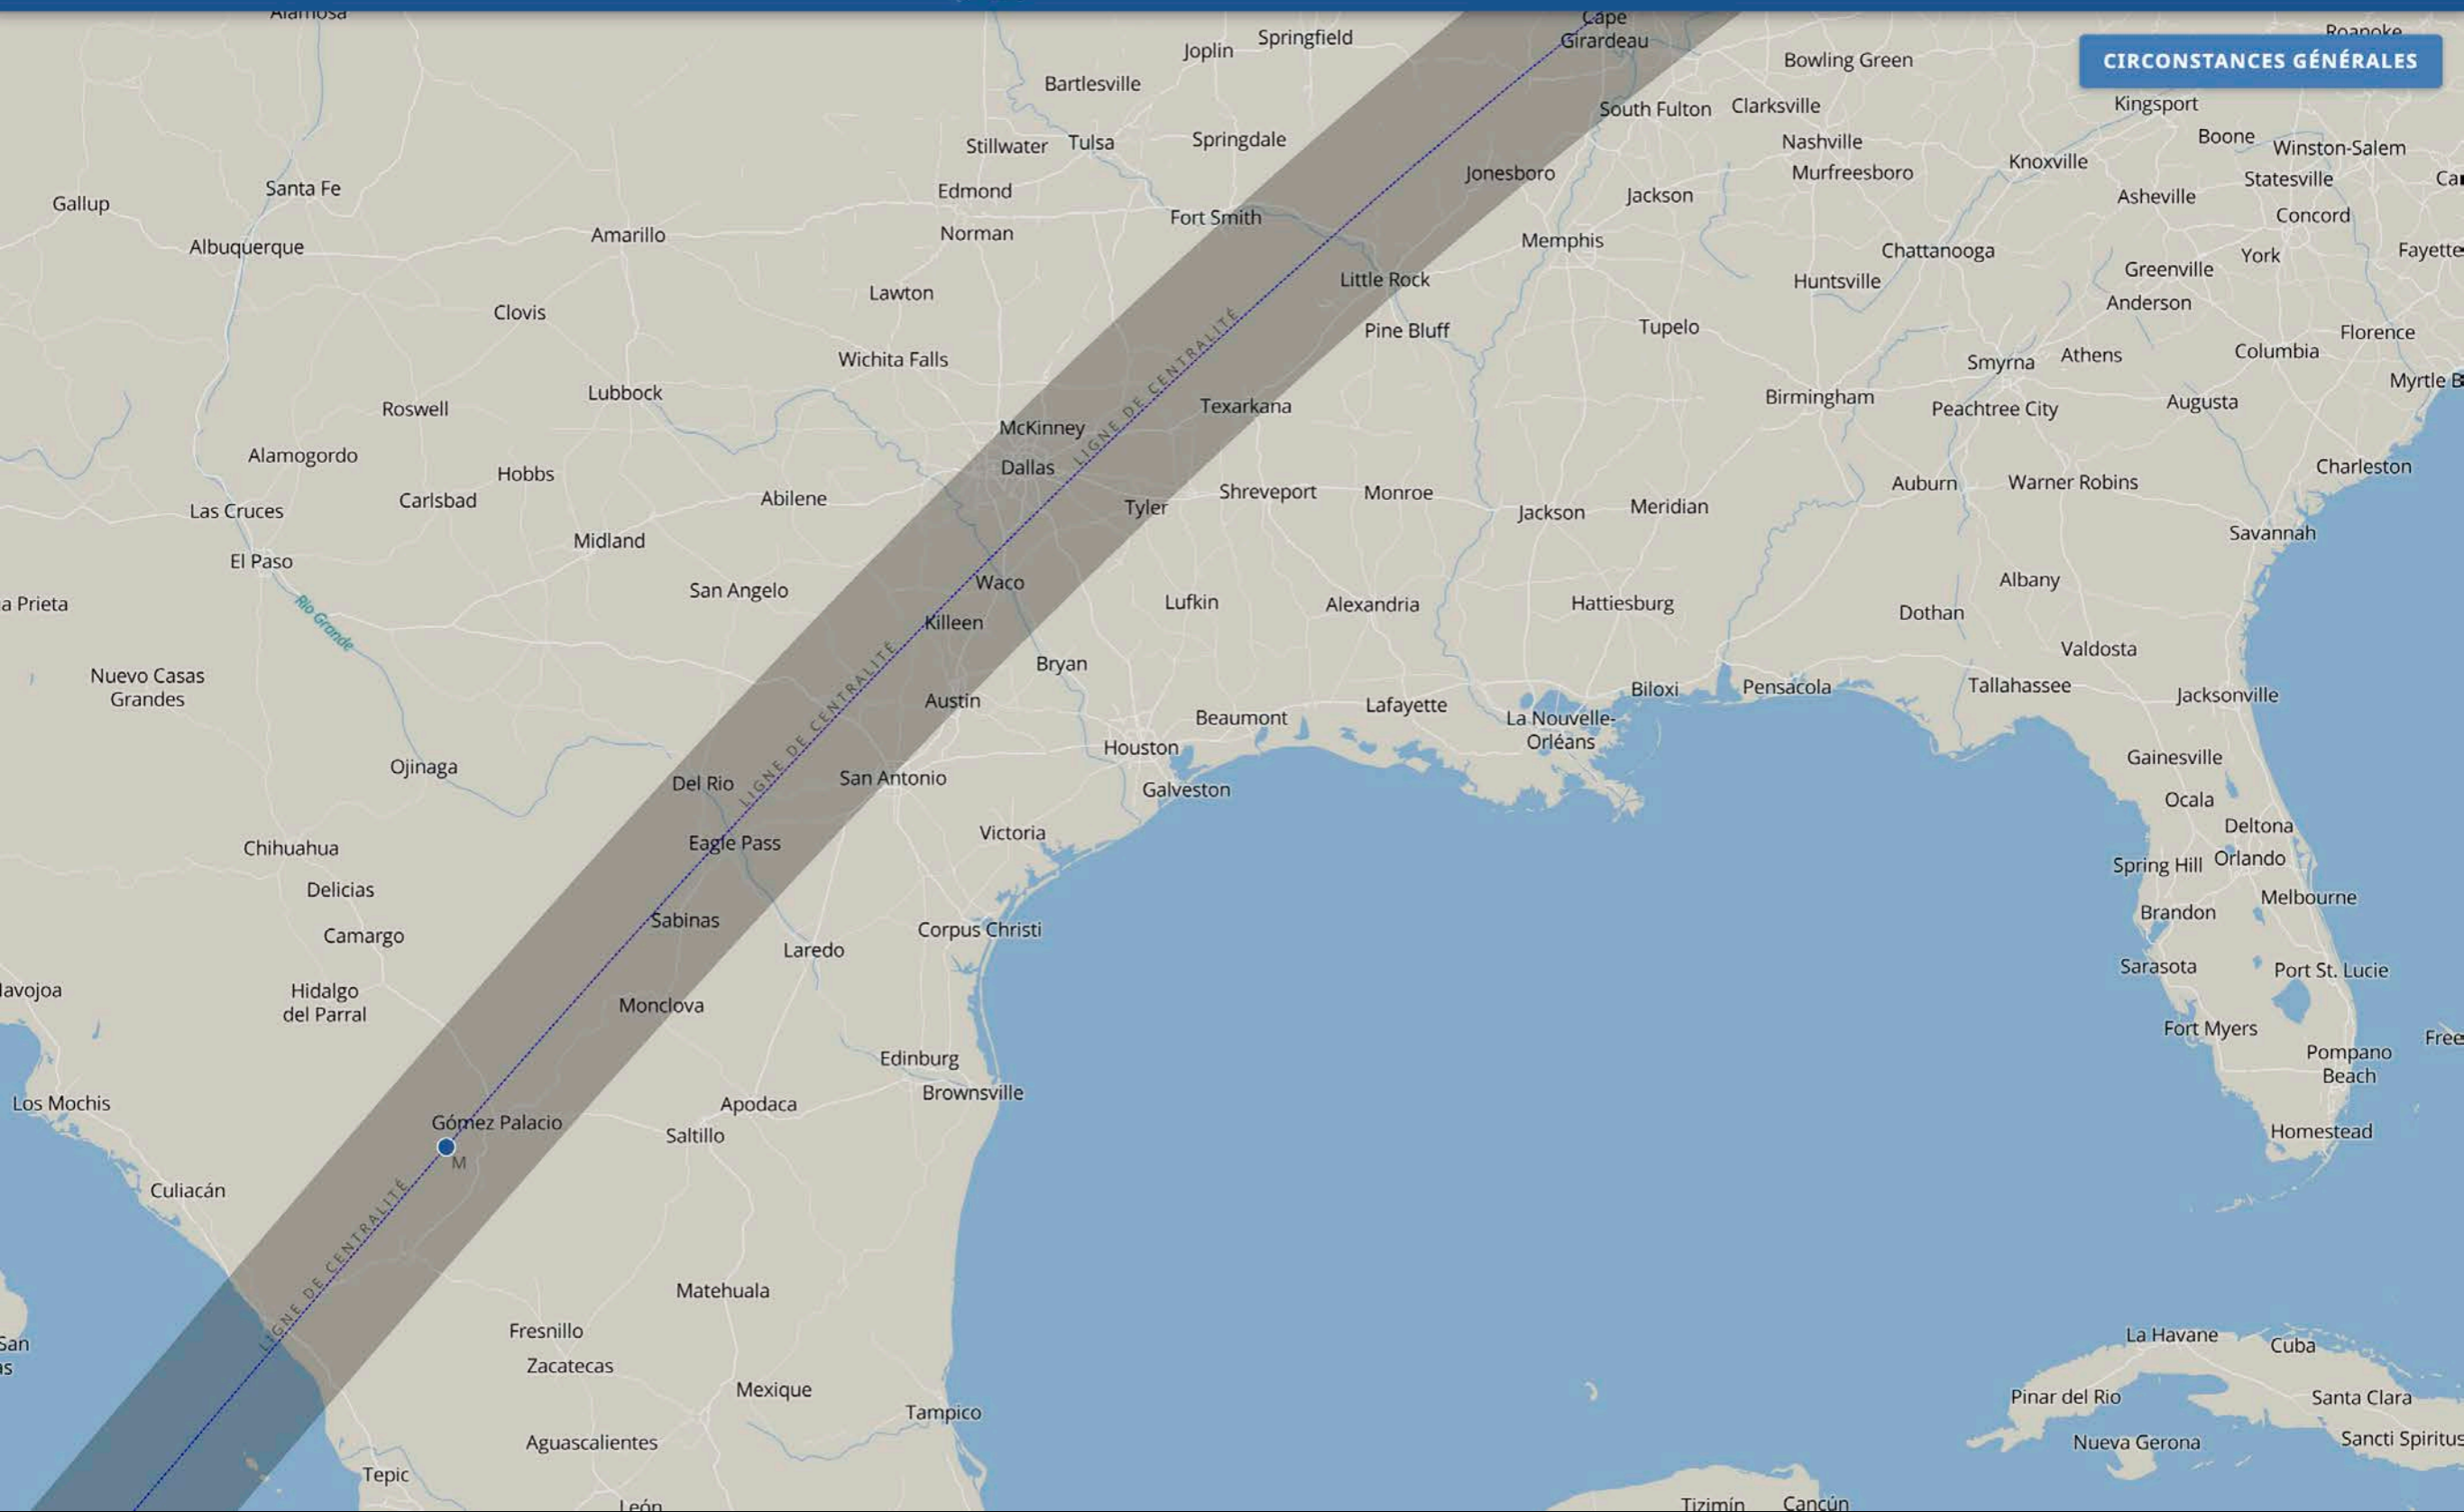 Alamosa
Cape
Girardeau
Roanoke
Springfield
Joplin
CIRCONSTANCES GÉNÉRALES
Bowling Green
Bartlesville
Kingsport
South Fulton
Clarksville
Boone
Springdale
Tulsa
Stillwater
Nashville
Winston-Salem
Knoxville
Jonesboro
Murfreesboro
Statesville
Santa Fe
Edmond
Jackson
Asheville
Gallup
Concord
Fort Smith
Norman
Amarillo
Albuquerque
Memphis
Chattanooga
York
Fayette
Greenville
Little Rock
Huntsville
Lawton
Anderson
Clovis
Pine Bluff
Tupelo
Florence
Columbia
Athens
Smyrna
Wichita Falls
LIGNE DE CENTRALITÉ
Myrtle B
Lubbock
Birmingham
Augusta
Roswell
Texarkana
Peachtree City
McKinney
Alamogordo
Dallas
Charleston
Hobbs
Carlsbad
Abilene
Tyler
Shreveport
Monroe
Auburn
Warner Robins
Las Cruces
Jackson
Meridian
Savannah
Midland
El Paso
Waco
Albany
San Angelo
a Prieta
Rio Grande
Lufkin
Alexandria
Hattiesburg
Dothan
Killeen
Valdosta
Bryan
Nuevo Casas
Grandes
LIGNE DE CENTRALITÉ
Austin
Biloxi
Pensacola
Tallahassee
Jacksonville
Beaumont
Lafayette
La Nouvelle-
Orléans
Houston
Gainesville
Ojinaga
Del Rio
San Antonio
Galveston
Ocala
Deltona
Victoria
Eagle Pass
Chihuahua
Spring Hill
Orlando
Delicias
Melbourne
Sabinas
Brandon
Corpus Christi
Camargo
Laredo
Sarasota
Port St. Lucie
Hidalgo
del Parral
Monclova
Fort Myers
Free
Pompano
Beach
Edinburg
Brownsville
Los Mochis
Apodaca
Gómez Palacio
Saltillo
Homestead
M
Culiacán
LIGNE DE CENTRALITÉ
Matehuala
Fresnillo
La Havane
Cuba
San
Zacatecas
Mexique
Pinar del Rio
Santa Clara
Tampico
Aguascalientes
Nueva Gerona
Sancti Spiritus
Tepic
León
Tizimín
Cancún